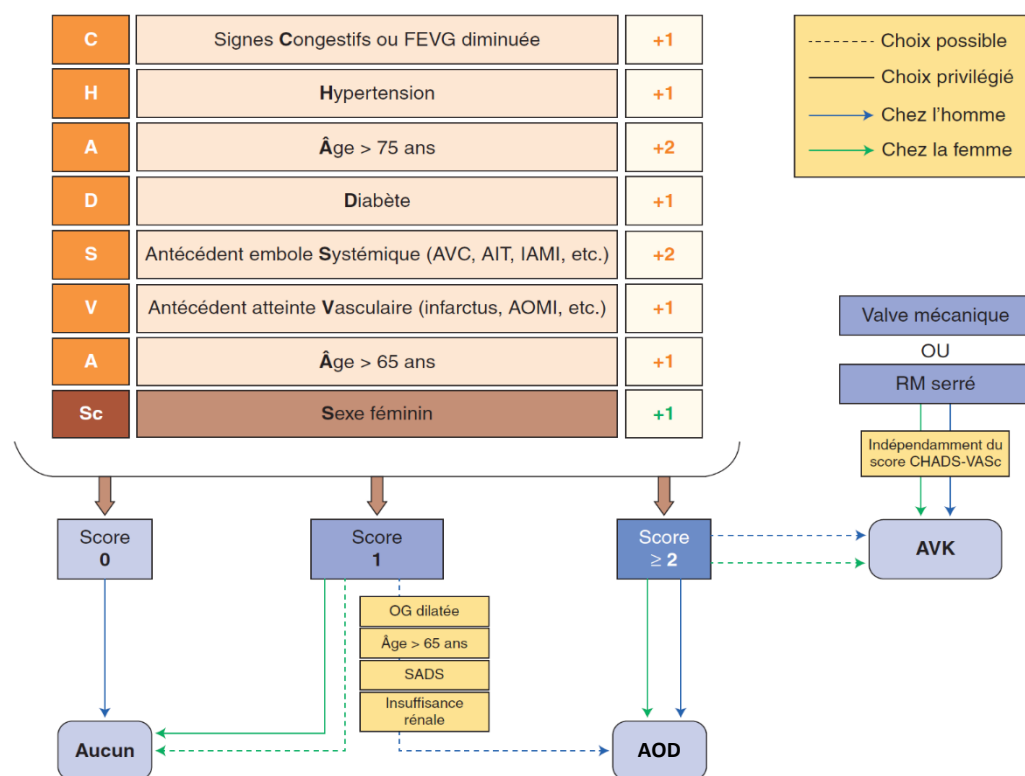 C Signes Congestifs ou FEVG diminuée +1
H Hypertension +1
A Âge > 75 ans +2
D Diabète +1
S Antécédent embole Systémique (AVC, AIT, IAMI, etc.) +2
V Antécédent atteinte Vasculaire (infarctus, AOMI, etc.) +1
A Âge > 65 ans +1
Sc Sexe féminin +1
Choix possible
Choix privilégié
Chez l'homme
Chez la femme
Valve mécanique
OU
RM serré
Indépendamment du
score CHADS-VASc
AVK
Score
0
Score
1
Score
≥ 2
OG dilatée
Âge > 65 ans
SADS
Insuffisance
rénale
Aucun
AOD